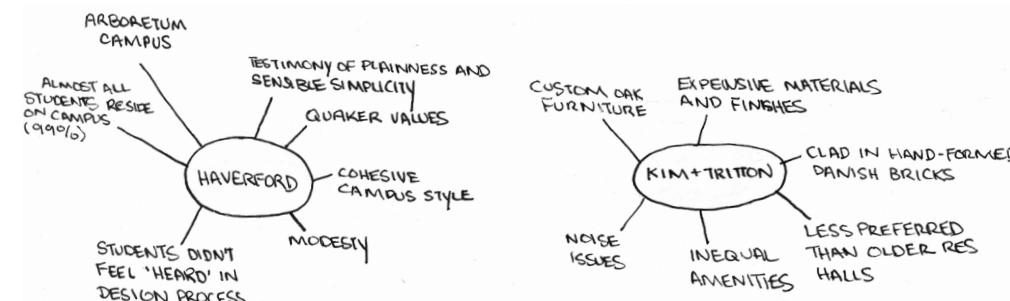 ARBORETUM
CAMPUS
TESTIMONY OF PLAINNESS AND
SENSIBLE SIMPLICITY
ALMOST ALL
STUDENTS RESIDE
ON CAMPUS
(99%)
QUAKER VALUES
HAVERFORD
COHESIVE
CAMPUS STYLE
MODESTY
STUDENTS DIDN'T
FEEL 'HEARD' IN
DESIGN PROCESS
CUSTOM OAK
FURNITURE
EXPENSIVE MATERIALS
AND FINISHES
CLAD IN HAND-FORMED
DANISH BRICKS
KIM+TRITTON
LESS PREFERRED
THAN OLDER RES
HALLS
NOISE
ISSUES
INEQUAL
AMENITIES